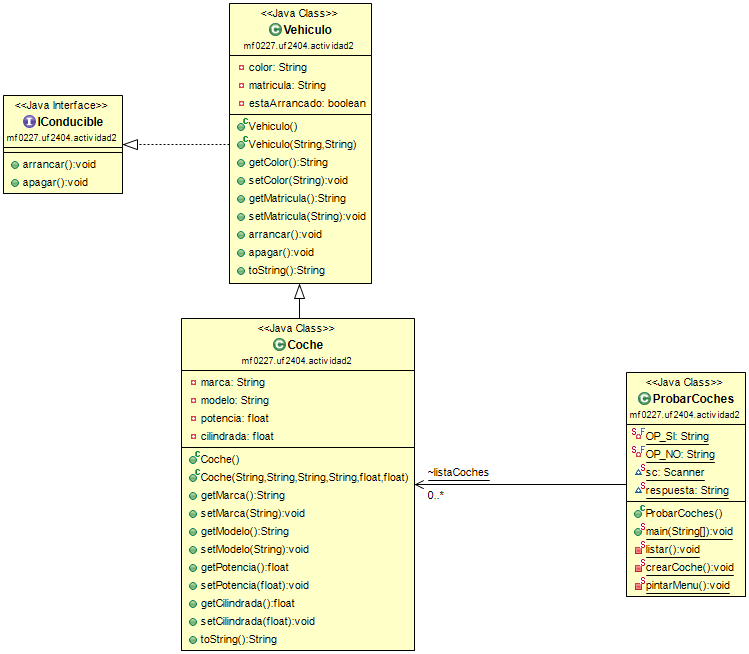 <<Java Class>>
Vehiculo
mf0227.uf2404.actividad2
color: String
matricula: String
estaArrancado: boolean
Vehiculo()
Vehiculo(String,String)
getColor():String
setColor(String):void
getMatricula():String
setMatricula(String):void
arrancar():void
apagar():void
toString():String
<<Java Interface>>
IConducible
mf0227.uf2404.actividad2
arrancar():void
apagar():void
<<Java Class>>
Coche
mf0227.uf2404.actividad2
marca: String
modelo: String
potencia: float
cilindrada: float
Coche()
Coche(String,String,String,String,float,float)
getMarca():String
setMarca(String):void
getModelo():String
setModelo(String):void
getPotencia():float
setPotencia(float):void
getCilindrada():float
setCilindrada(float):void
toString():String
~listaCoches
0..*
<<Java Class>>
ProbarCoches
mf0227.uf2404.actividad2
OP_SI: String
OP_NO: String
sc: Scanner
respuesta: String
ProbarCoches()
main(String[]):void
listar():void
crearCoche():void
pintarMenu():void